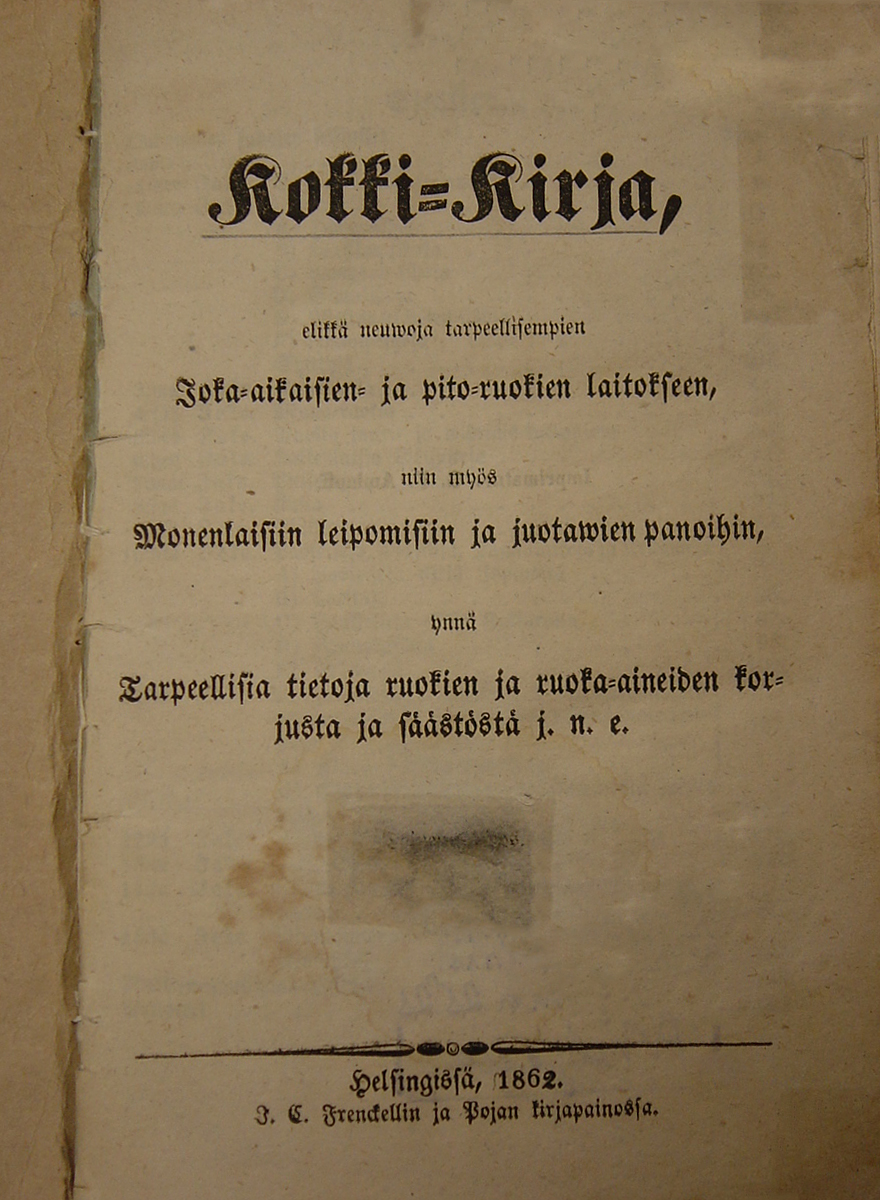 Kokki-Kirja,
elikkä neuwoja tarpeellisempien
Joka-aikaisien- ja pito-ruokien laitokseen,
niin myös
Monenlaisiin leipomisiin ja juotawien panoihin,
ynnä
Tarpeellisia tietoja ruokien ja ruoka-aineiden kor-
justa ja säästöstä j. n. e.
Helsingissä, 1862.
J. C. Frenckellin ja Pojan kirjapainossa.